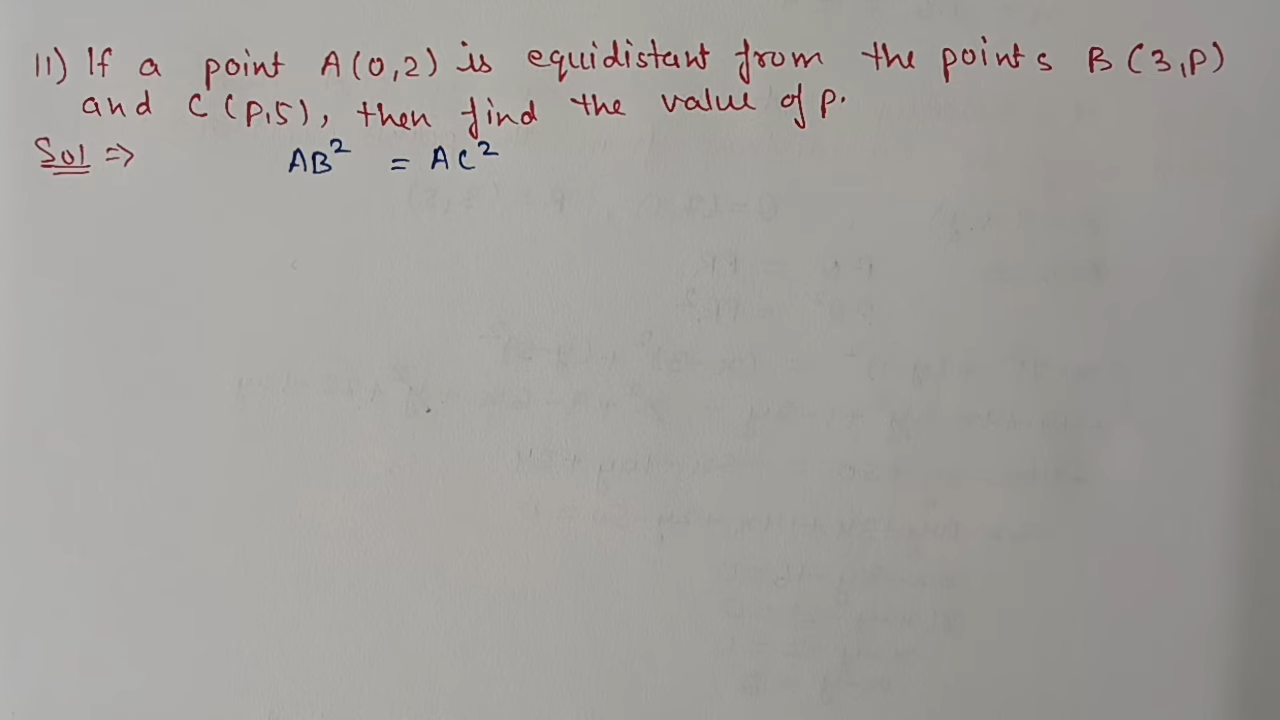 11) If a point A(0,2) is equidistant from the points B(3,P)
and C(P,5), then find the value of P.
Sol => AB² = AC²